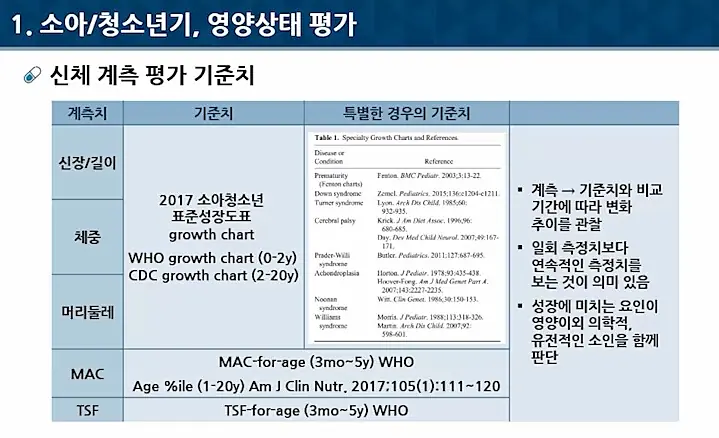 1. 소아/청소년기, 영양상태 평가
신체 계측 평가 기준치
계측치
기준치
특별한 경우의 기준치
신장/길이
체중
머리둘레
2017 소아청소년
표준성장도표
growth chart
WHO growth chart (0-2y)
CDC growth chart (2-20y)
Table 1. Specialty Growth Charts and References.
Disease or
Condition Reference
Prematurity Fenton. BMC Pediatr. 2003;3:13-22.
(Fenton charts)
Down syndrome Zemel. Pediatrics. 2015;136:e1204-e1211.
Turner syndrome Lyon. Arch Dis Child. 1985;60:
932-935.
Cerebral palsy Krick. J Am Diet Assoc. 1996;96:
680-685.
Day. Dev Med Child Neurol. 2007;49:167-
171.
Prader-Willi Butler. Pediatrics. 2011;127:687-695.
syndrome
Achondroplasia Horton. J Pediatr. 1978;93:435-438.
Hoover-Fong. Am J Med Genet Part A.
2007;143:2227-2235.
Noonan Witt. Clin Genet. 1986;30:150-153.
syndrome
Williams Morris. J Pediatr. 1988;113:318-326.
syndrome Martin. Arch Dis Child. 2007;92:
598-601.
▪ 계측 → 기준치와 비교
기간에 따라 변화
추이를 관찰
▪ 일회 측정치보다
연속적인 측정치를
보는 것이 의미 있음
▪ 성장에 미치는 요인이
영양이외 의학적,
유전적인 소인을 함께
판단
MAC
MAC-for-age (3mo~5y) WHO
Age %ile (1-20y) Am J Clin Nutr. 2017;105(1):111~120
TSF
TSF-for-age (3mo~5y) WHO